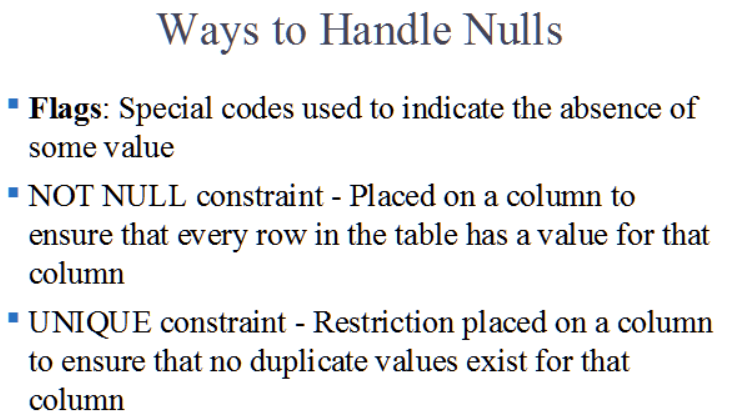 Ways to Handle Nulls
▪ Flags: Special codes used to indicate the absence of
some value
▪ NOT NULL constraint - Placed on a column to
ensure that every row in the table has a value for that
column
▪ UNIQUE constraint - Restriction placed on a column
to ensure that no duplicate values exist for that
column